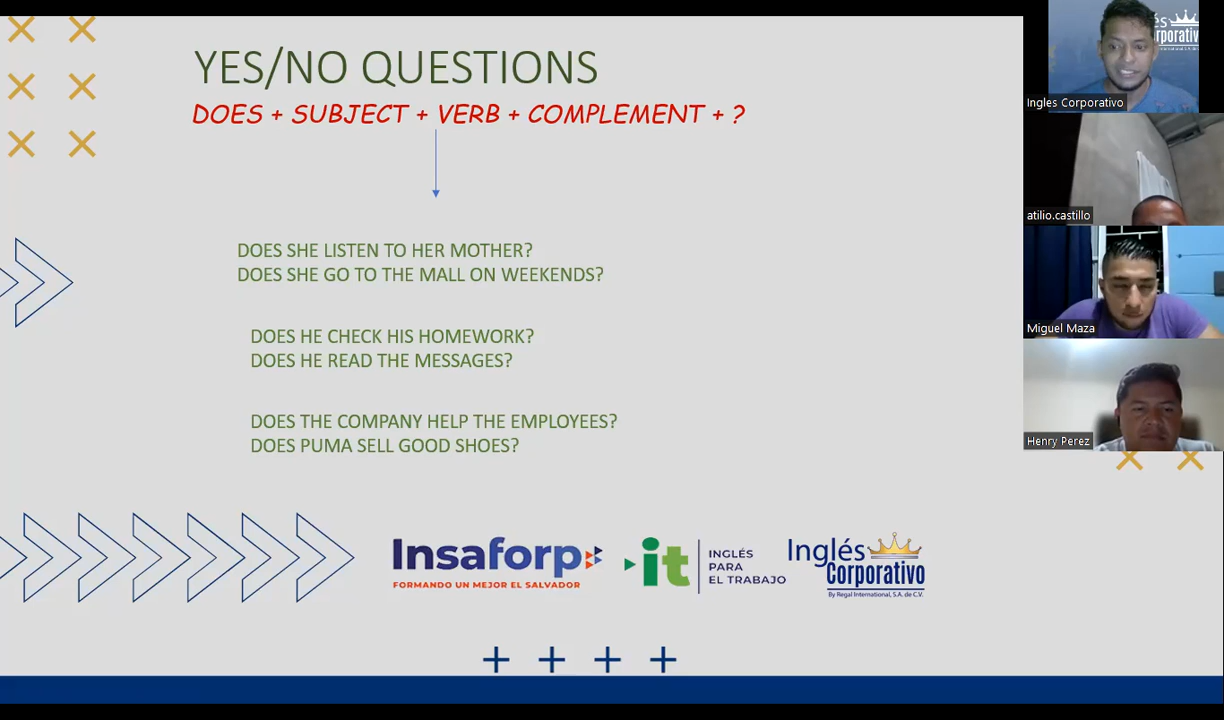 YES/NO QUESTIONS
DOES + SUBJECT + VERB + COMPLEMENT + ?
DOES SHE LISTEN TO HER MOTHER?
DOES SHE GO TO THE MALL ON WEEKENDS?
DOES HE CHECK HIS HOMEWORK?
DOES HE READ THE MESSAGES?
DOES THE COMPANY HELP THE EMPLOYEES?
DOES PUMA SELL GOOD SHOES?
Insaforp
FORMANDO UN MEJOR EL SALVADOR
it
INGLÉS
PARA
EL TRABAJO
Inglés
Corporativo
By Regal International, S.A. de C.V.
Ingles Corporativo
atilio.castillo
Miguel Maza
Henry Perez